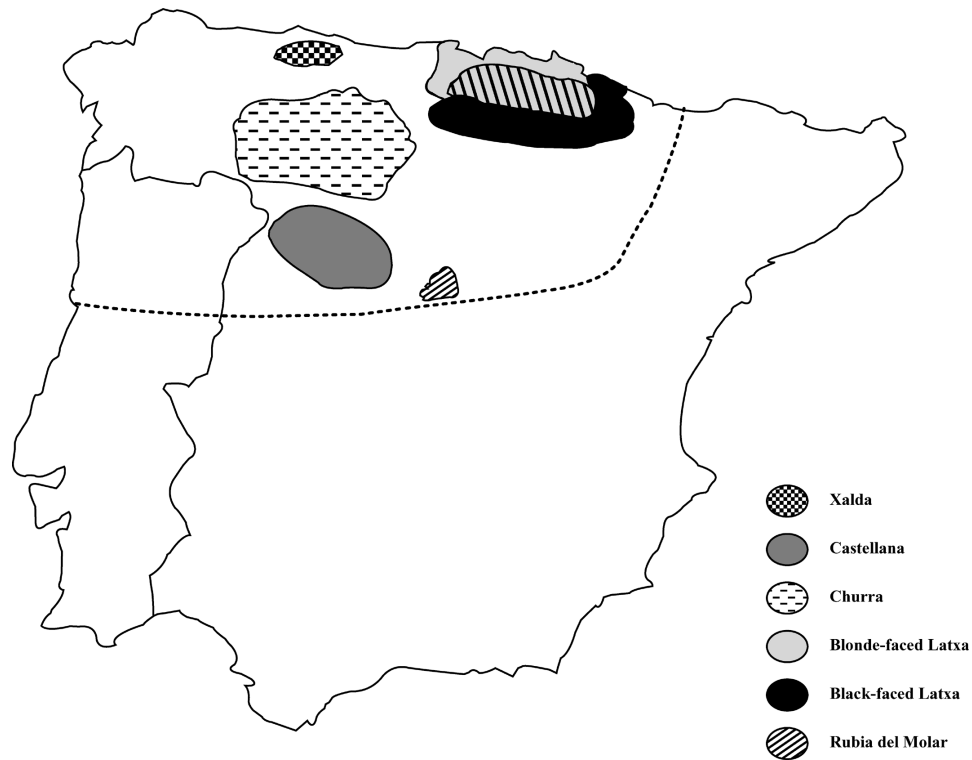 Xalda
Castellana
Churra
Blonde-faced Latxa
Black-faced Latxa
Rubia del Molar